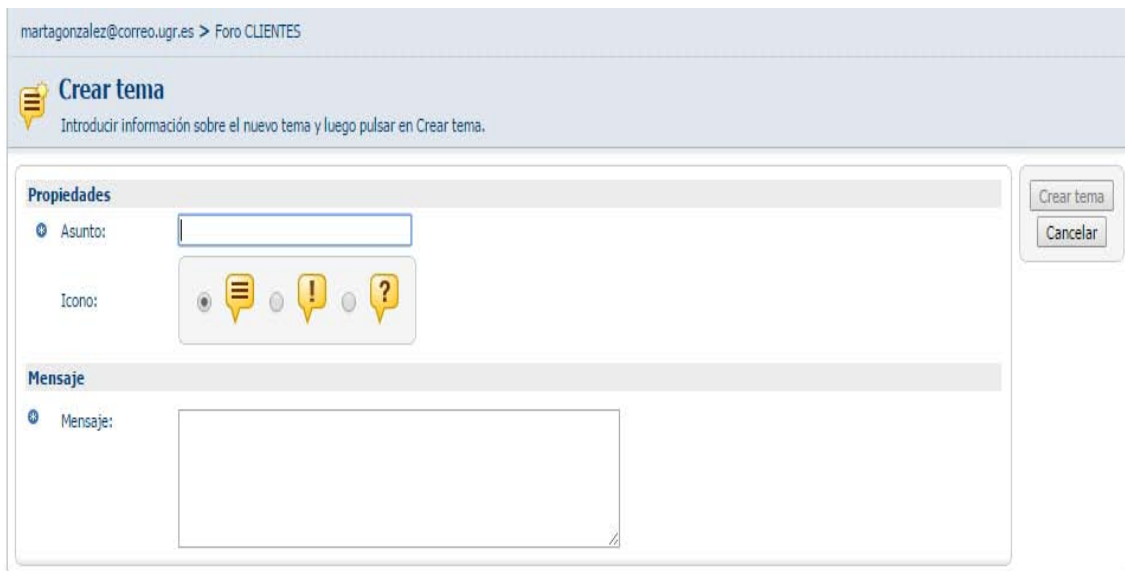 martagonzalez@correo.ugr.es > Foro CLIENTES
Crear tema
Introducir información sobre el nuevo tema y luego pulsar en Crear tema.
Propiedades
Asunto:
Icono:
! ?
Mensaje
Mensaje:
Crear tema
Cancelar